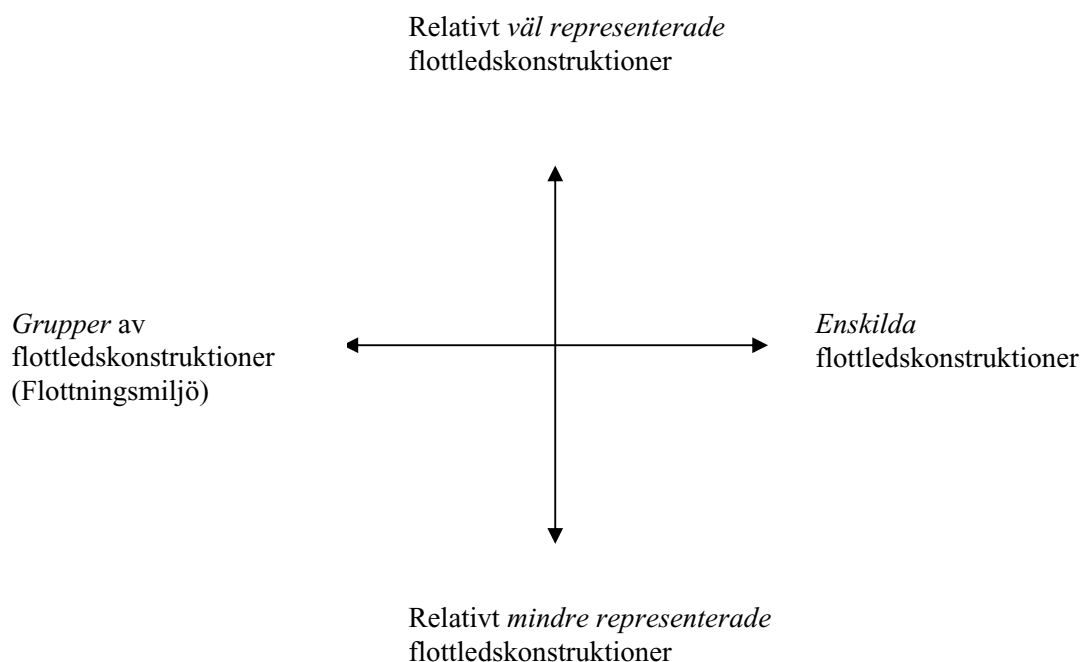 Relativt väl representerade
flottledskonstruktioner
Grupper av
flottledskonstruktioner
(Flottningsmiljö)
Enskilda
flottledskonstruktioner
Relativt mindre representerade
flottledskonstruktioner